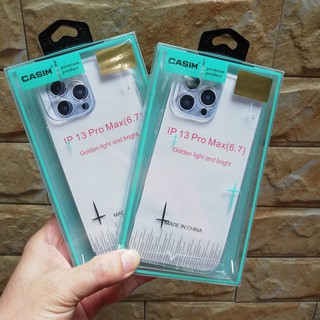 CASIM
premium
product
IP 13 Pro Max(6.7)
Golden light and bright
MA
CASIM
premium
product
IP 13 Pro Max(6.7)
Golden light and bright
MADE IN CHINA